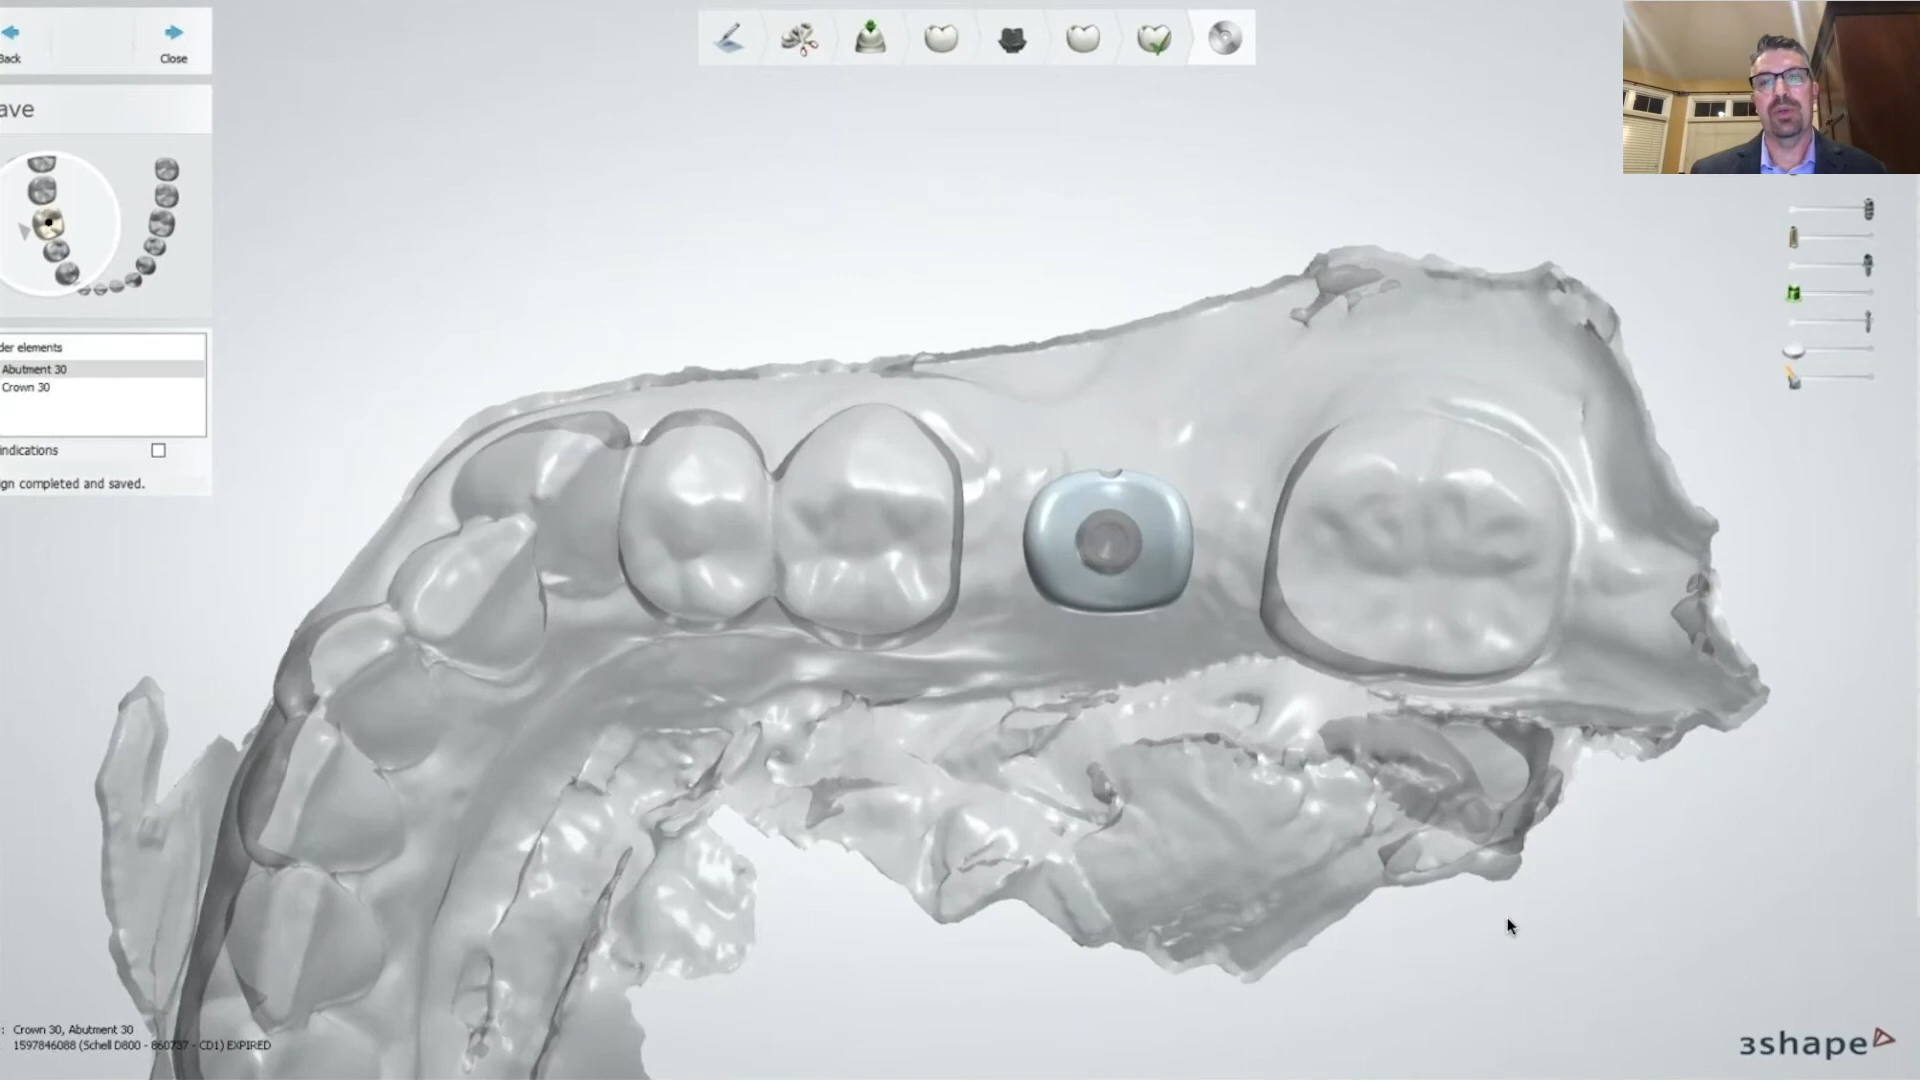 Back
Close
ave
der elements
Abutment 30
Crown 30
indications
gn completed and saved.
: Crown 30, Abutment 30
1597846088 (Schell D800 - 860737 - CD1) EXPIRED
3shape